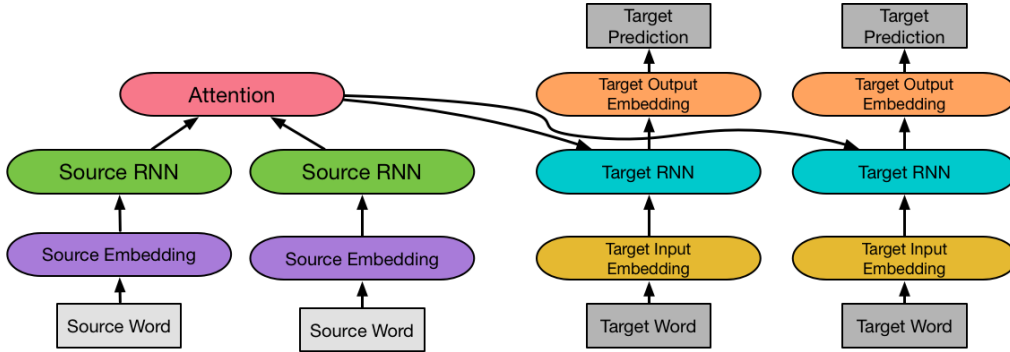 Target
Prediction
Target
Prediction
Attention
Target Output
Embedding
Target Output
Embedding
Source RNN
Source RNN
Target RNN
Target RNN
Source Embedding
Source Embedding
Target Input
Embedding
Target Input
Embedding
Source Word
Source Word
Target Word
Target Word